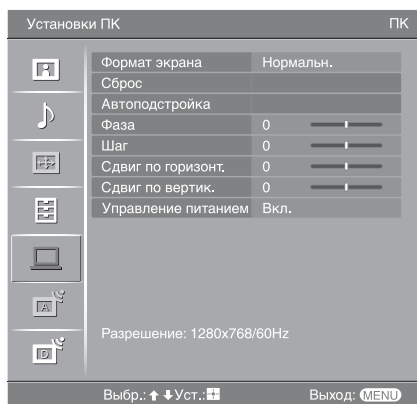 Установки ПК ПК
Формат экрана Нормальн.
Сброс
Автоподстройка
Фаза 0
Шаг 0
Сдвиг по горизонт. 0
Сдвиг по вертик. 0
Управление питанием Вкл.
A
D
Разрешение: 1280x768/60Hz
Выбр.: Уст.: Выход: MENU